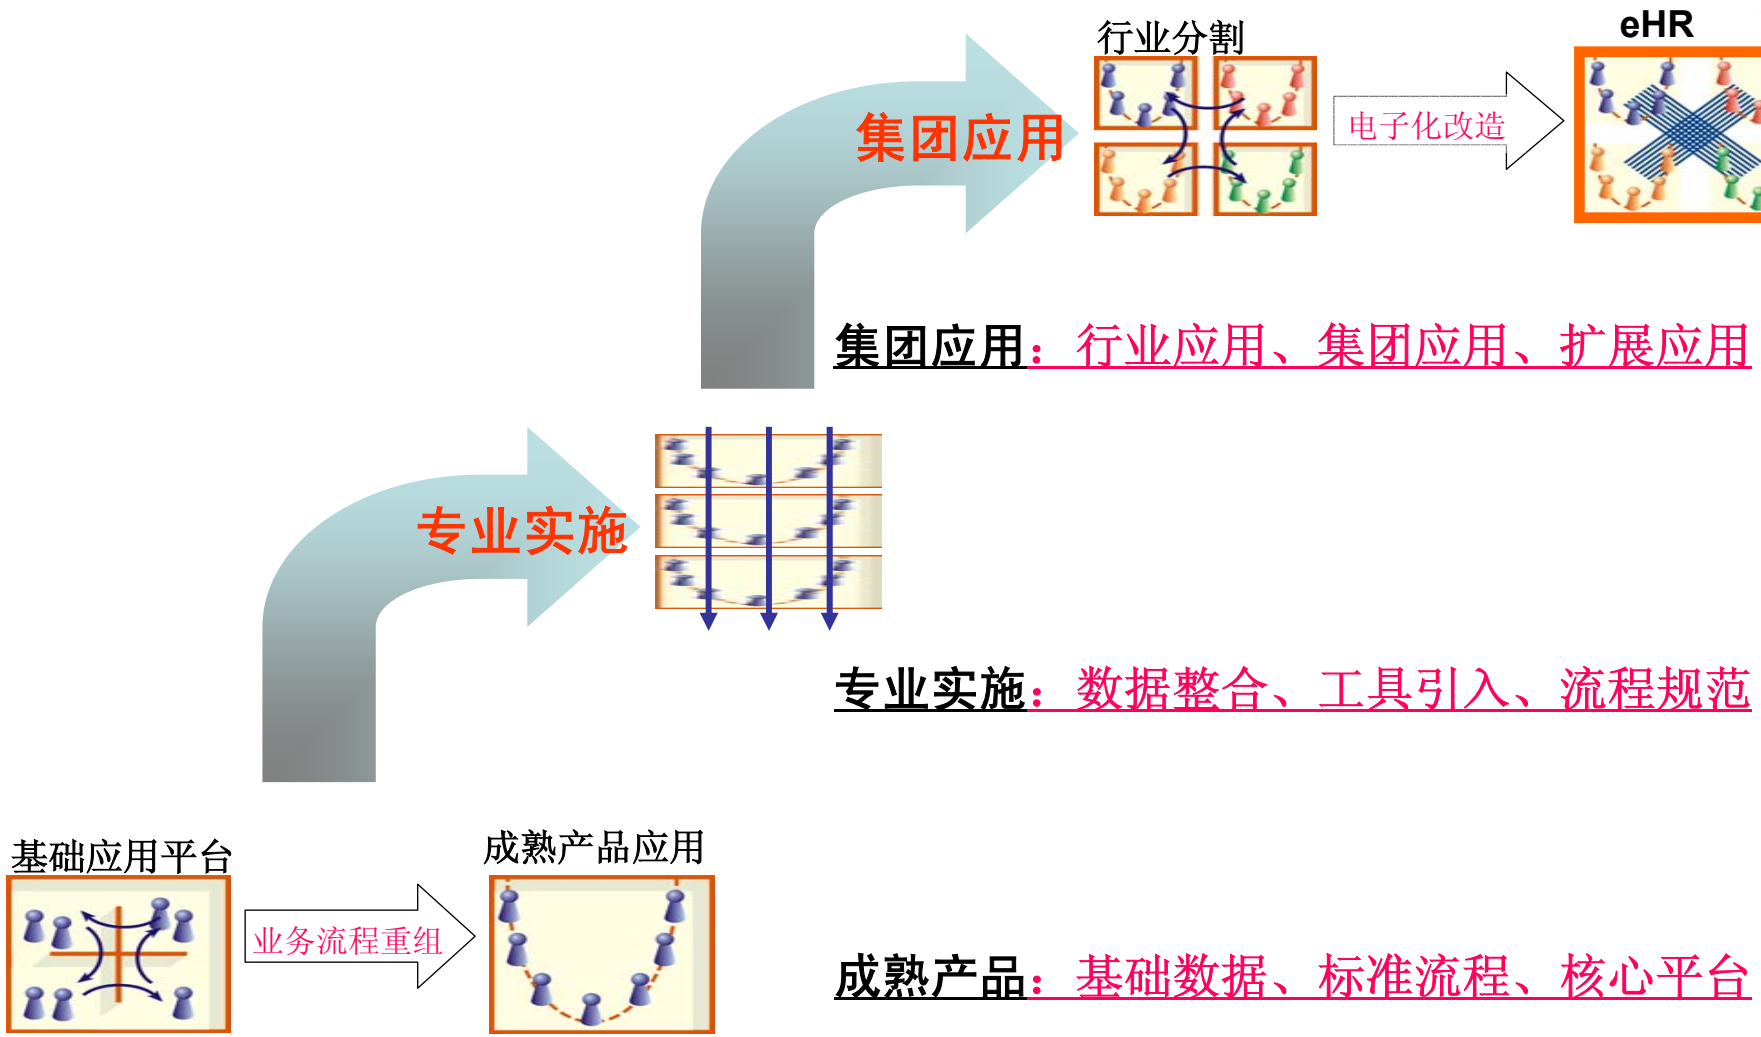 eHR
行业分割
集团应用
电子化改造
集团应用：行业应用、集团应用、扩展应用
专业实施
专业实施：数据整合、工具引入、流程规范
基础应用平台
成熟产品应用
业务流程重组
成熟产品：基础数据、标准流程、核心平台